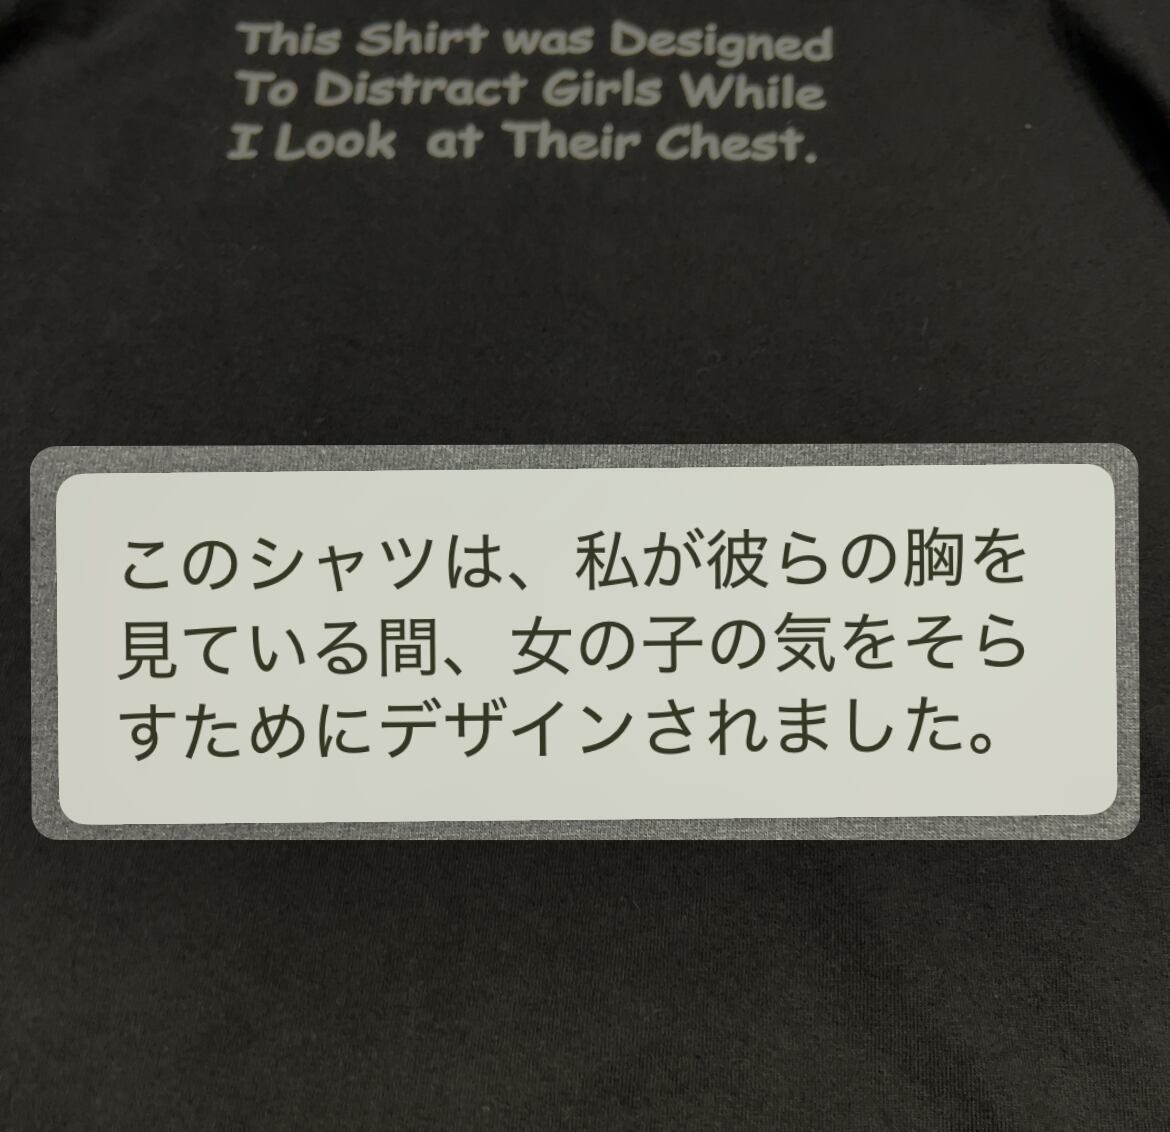 This Shirt was Designed
To Distract Girls While
I Look at Their Chest.
このシャツは、私が彼らの胸を
見ている間、女の子の気をそら
すためにデザインされました。